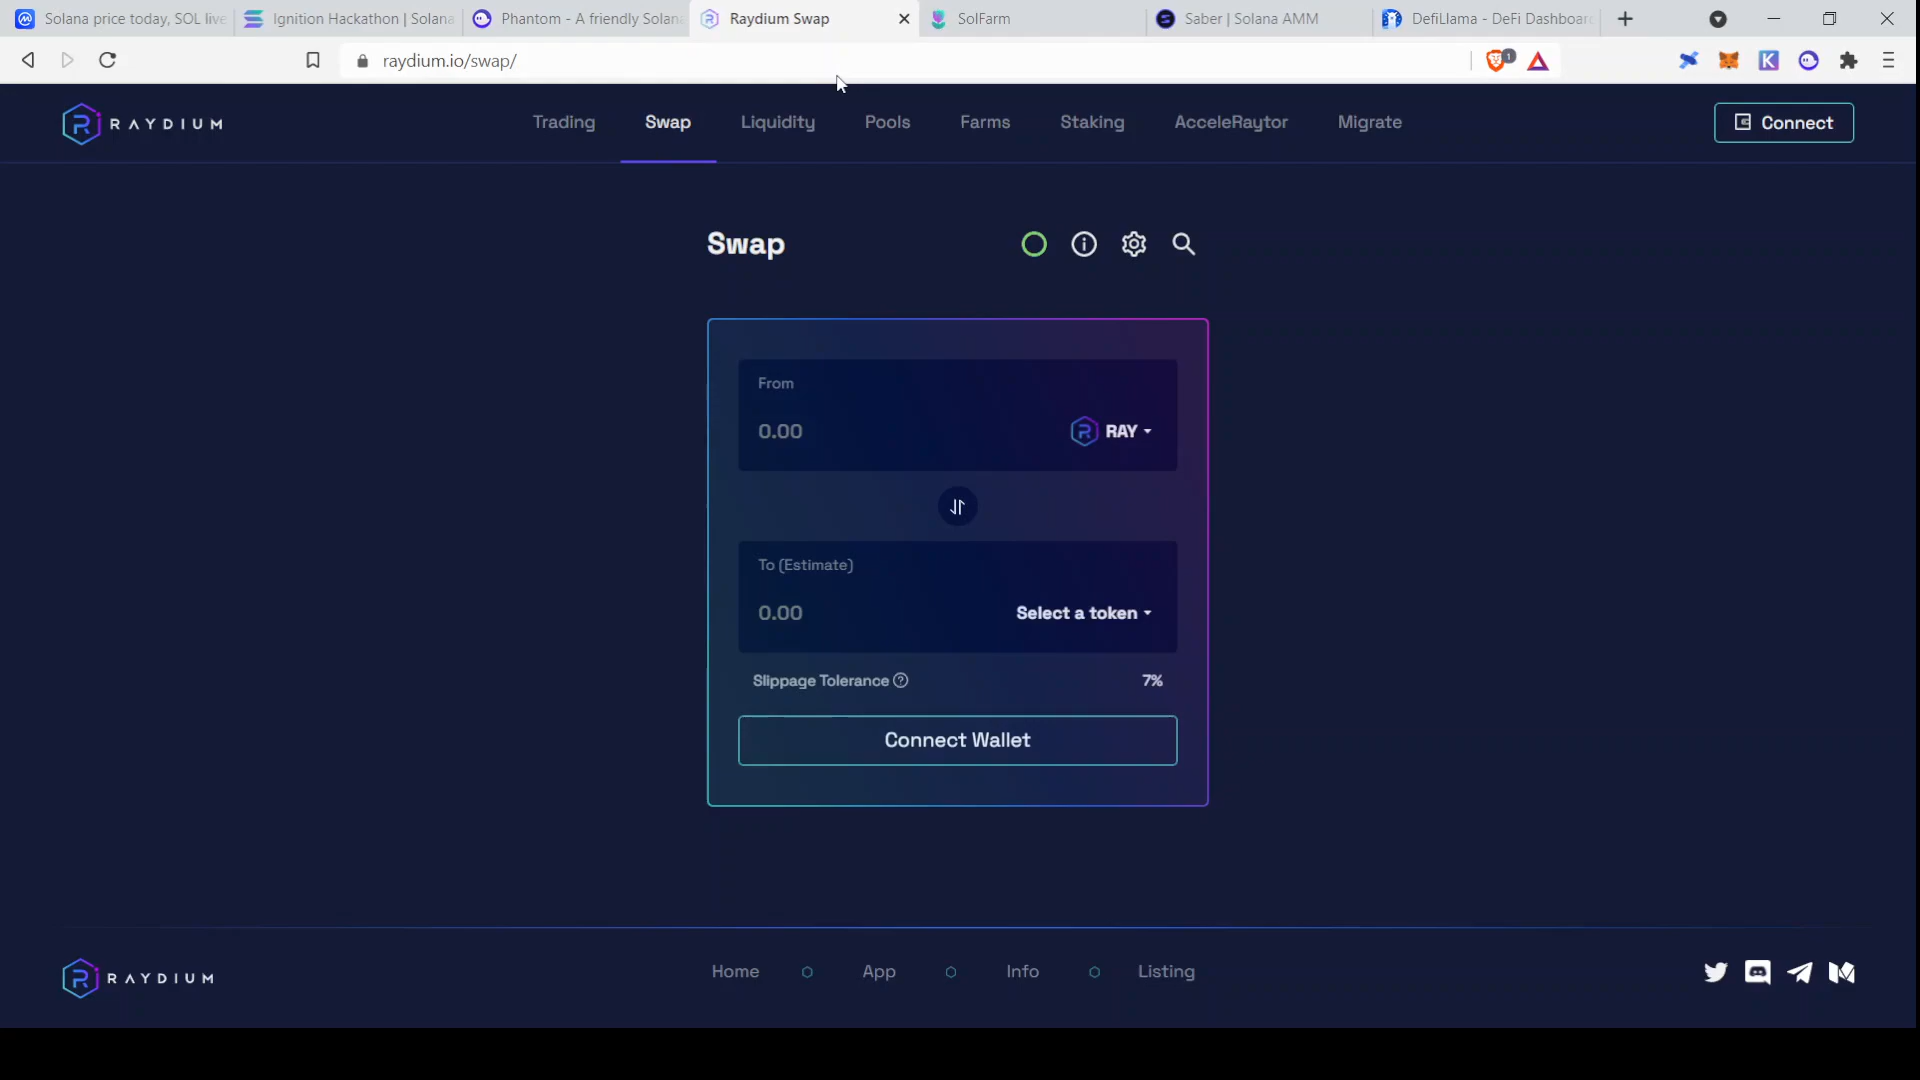 Solana price today, SOL live
Ignition Hackathon | Solana
Phantom - A friendly Solana
Raydium Swap
SolFarm
Saber | Solana AMM
DefiLlama - DeFi Dashboard
raydium.io/swap/
1
RAYDIUM
Trading
Swap
Liquidity
Pools
Farms
Staking
AcceleRaytor
Migrate
Connect
Swap
From
0.00
RAY
To (Estimate)
0.00
Select a token
Slippage Tolerance
7%
Connect Wallet
RAYDIUM
Home
App
Info
Listing